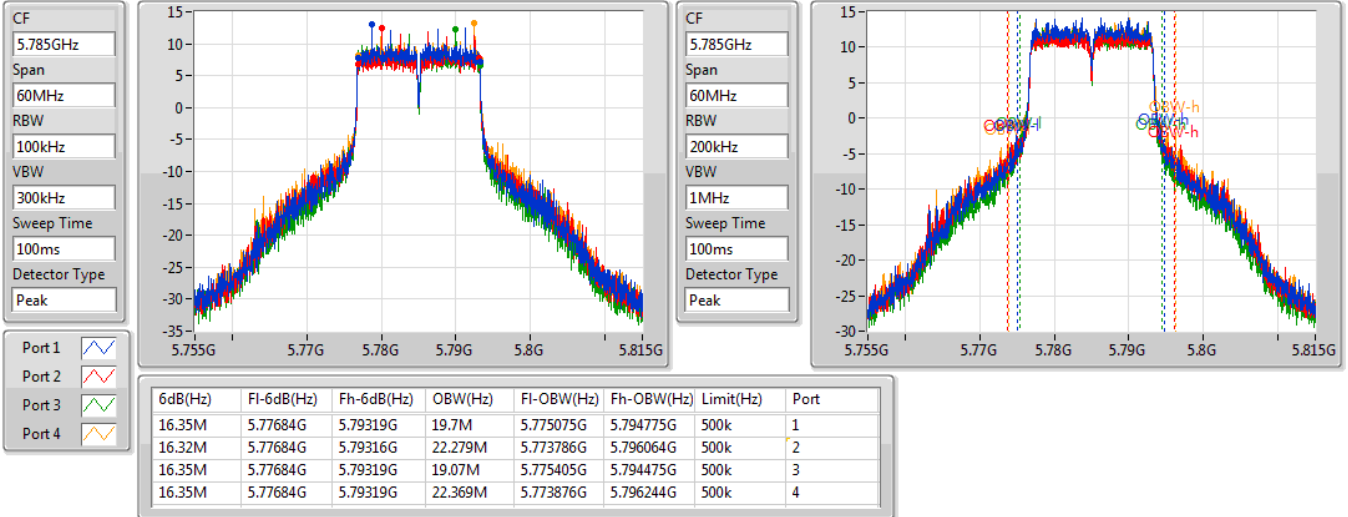 CF
5.785GHz
Span
60MHz
RBW
100kHz
VBW
300kHz
Sweep Time
100ms
Detector Type
Peak
15
10
5
0
-5
-10
-15
-20
-25
-30
-35
5.755G 5.77G 5.78G 5.79G 5.8G 5.815G
CF
5.785GHz
Span
60MHz
RBW
200kHz
VBW
1MHz
Sweep Time
100ms
Detector Type
Peak
15
10
5
0
-5
-10
-15
-20
-25
-30
OBW-h
OBW-h
5.755G 5.77G 5.78G 5.79G 5.8G 5.815G
Port 1
Port 2
Port 3
Port 4
6dB(Hz) Fl-6dB(Hz) Fh-6dB(Hz) OBW(Hz) Fl-OBW(Hz) Fh-OBW(Hz) Limit(Hz) Port
16.35M 5.77684G 5.79319G 19.7M 5.775075G 5.794775G 500k 1
16.32M 5.77684G 5.79316G 22.279M 5.773786G 5.796064G 500k 2
16.35M 5.77684G 5.79319G 19.07M 5.775405G 5.794475G 500k 3
16.35M 5.77684G 5.79319G 22.369M 5.773876G 5.796244G 500k 4